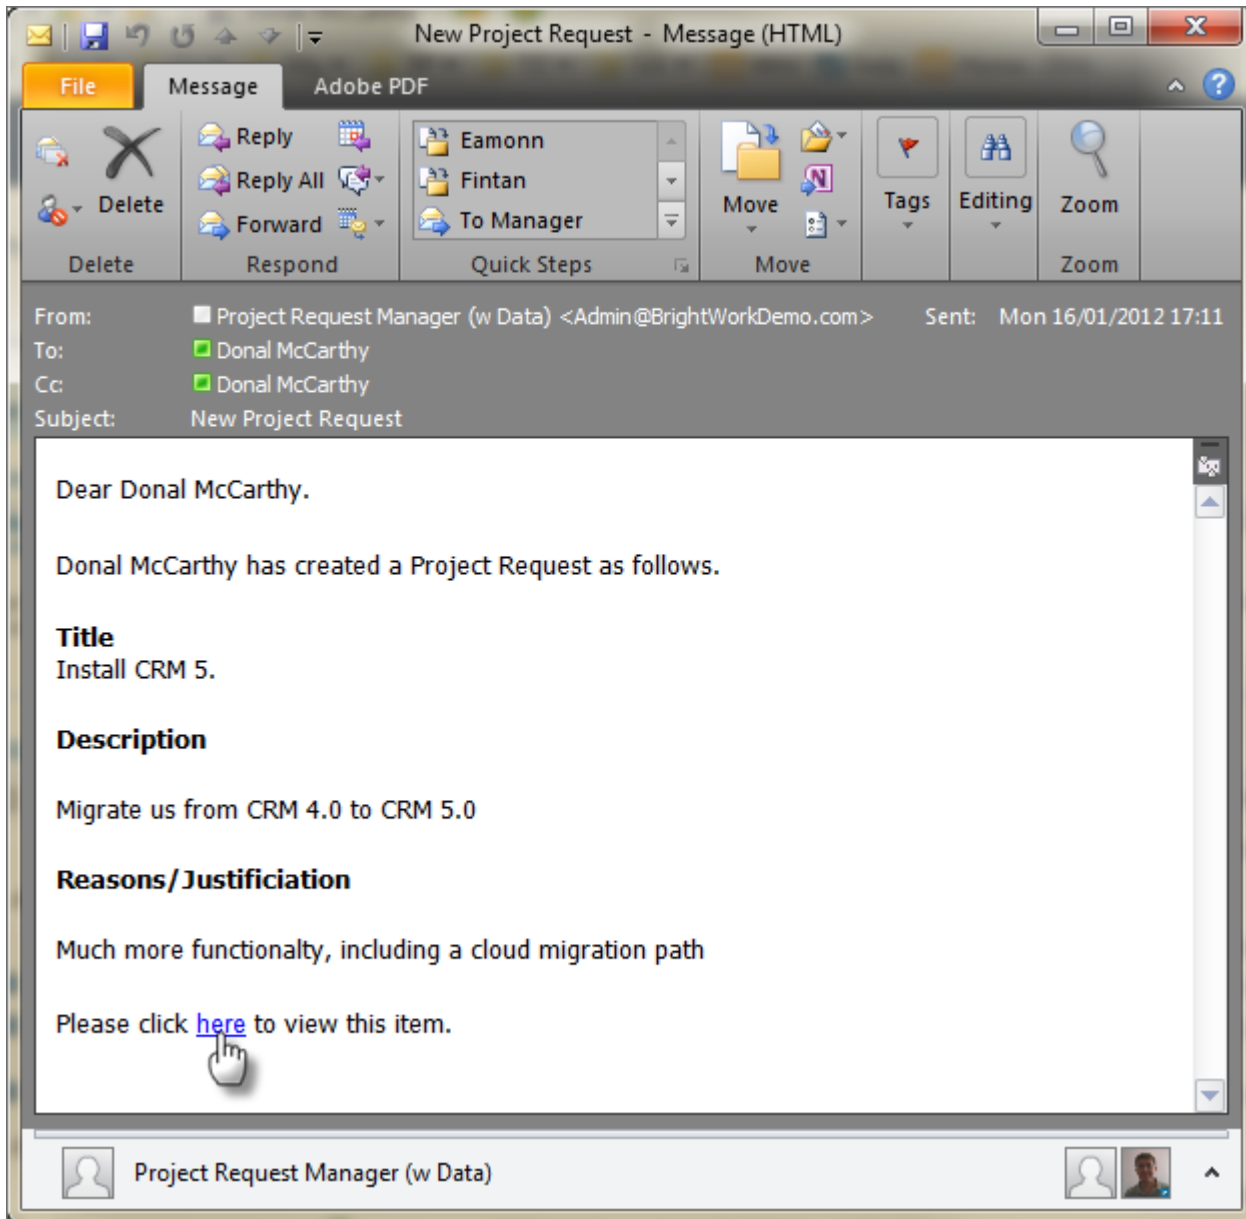 New Project Request - Message (HTML)
File Message Adobe PDF
Delete
Reply
Reply All
Forward
Eamonn
Fintan
To Manager
Move
Tags
Editing
Zoom
Delete Respond Quick Steps Move Zoom
From: Project Request Manager (w Data) <Admin@BrightWorkDemo.com> Sent: Mon 16/01/2012 17:11
To: Donal McCarthy
Cc: Donal McCarthy
Subject: New Project Request
Dear Donal McCarthy.
Donal McCarthy has created a Project Request as follows.
Title
Install CRM 5.
Description
Migrate us from CRM 4.0 to CRM 5.0
Reasons/Justificiation
Much more functionalty, including a cloud migration path
Please click here to view this item.
Project Request Manager (w Data)